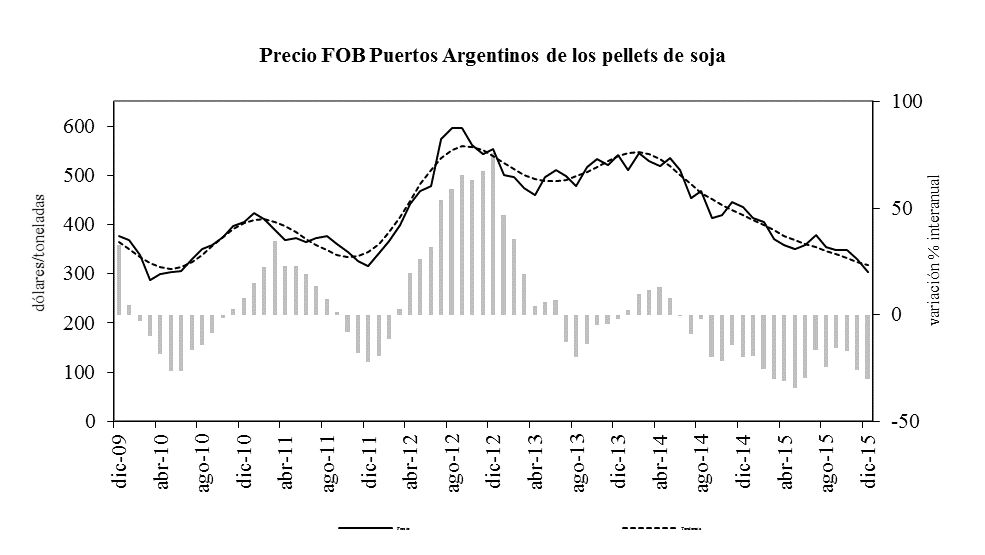 Precio FOB Puertos Argentinos de los pellets de soja
dólares/toneladas
600
500
400
300
200
100
0
variación % interanual
100
50
0
-50
dic-09
abr-10
ago-10
dic-10
abr-11
ago-11
dic-11
abr-12
ago-12
dic-12
abr-13
ago-13
dic-13
abr-14
ago-14
dic-14
abr-15
ago-15
dic-15
Tendencia